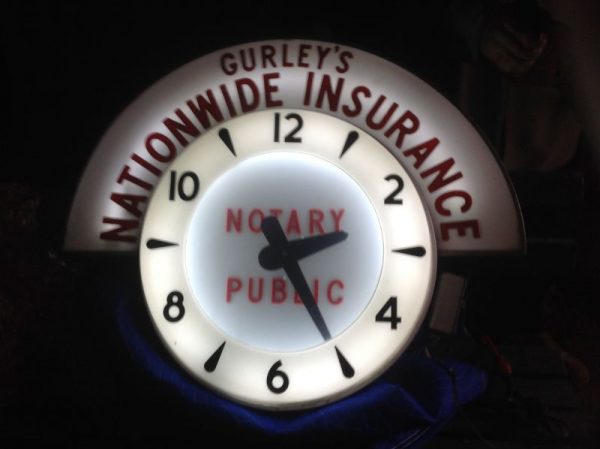 GURLEY'S
NATIONWIDE INSURANCE
12
10 2
NOTARY
PUBLIC
8 4
6